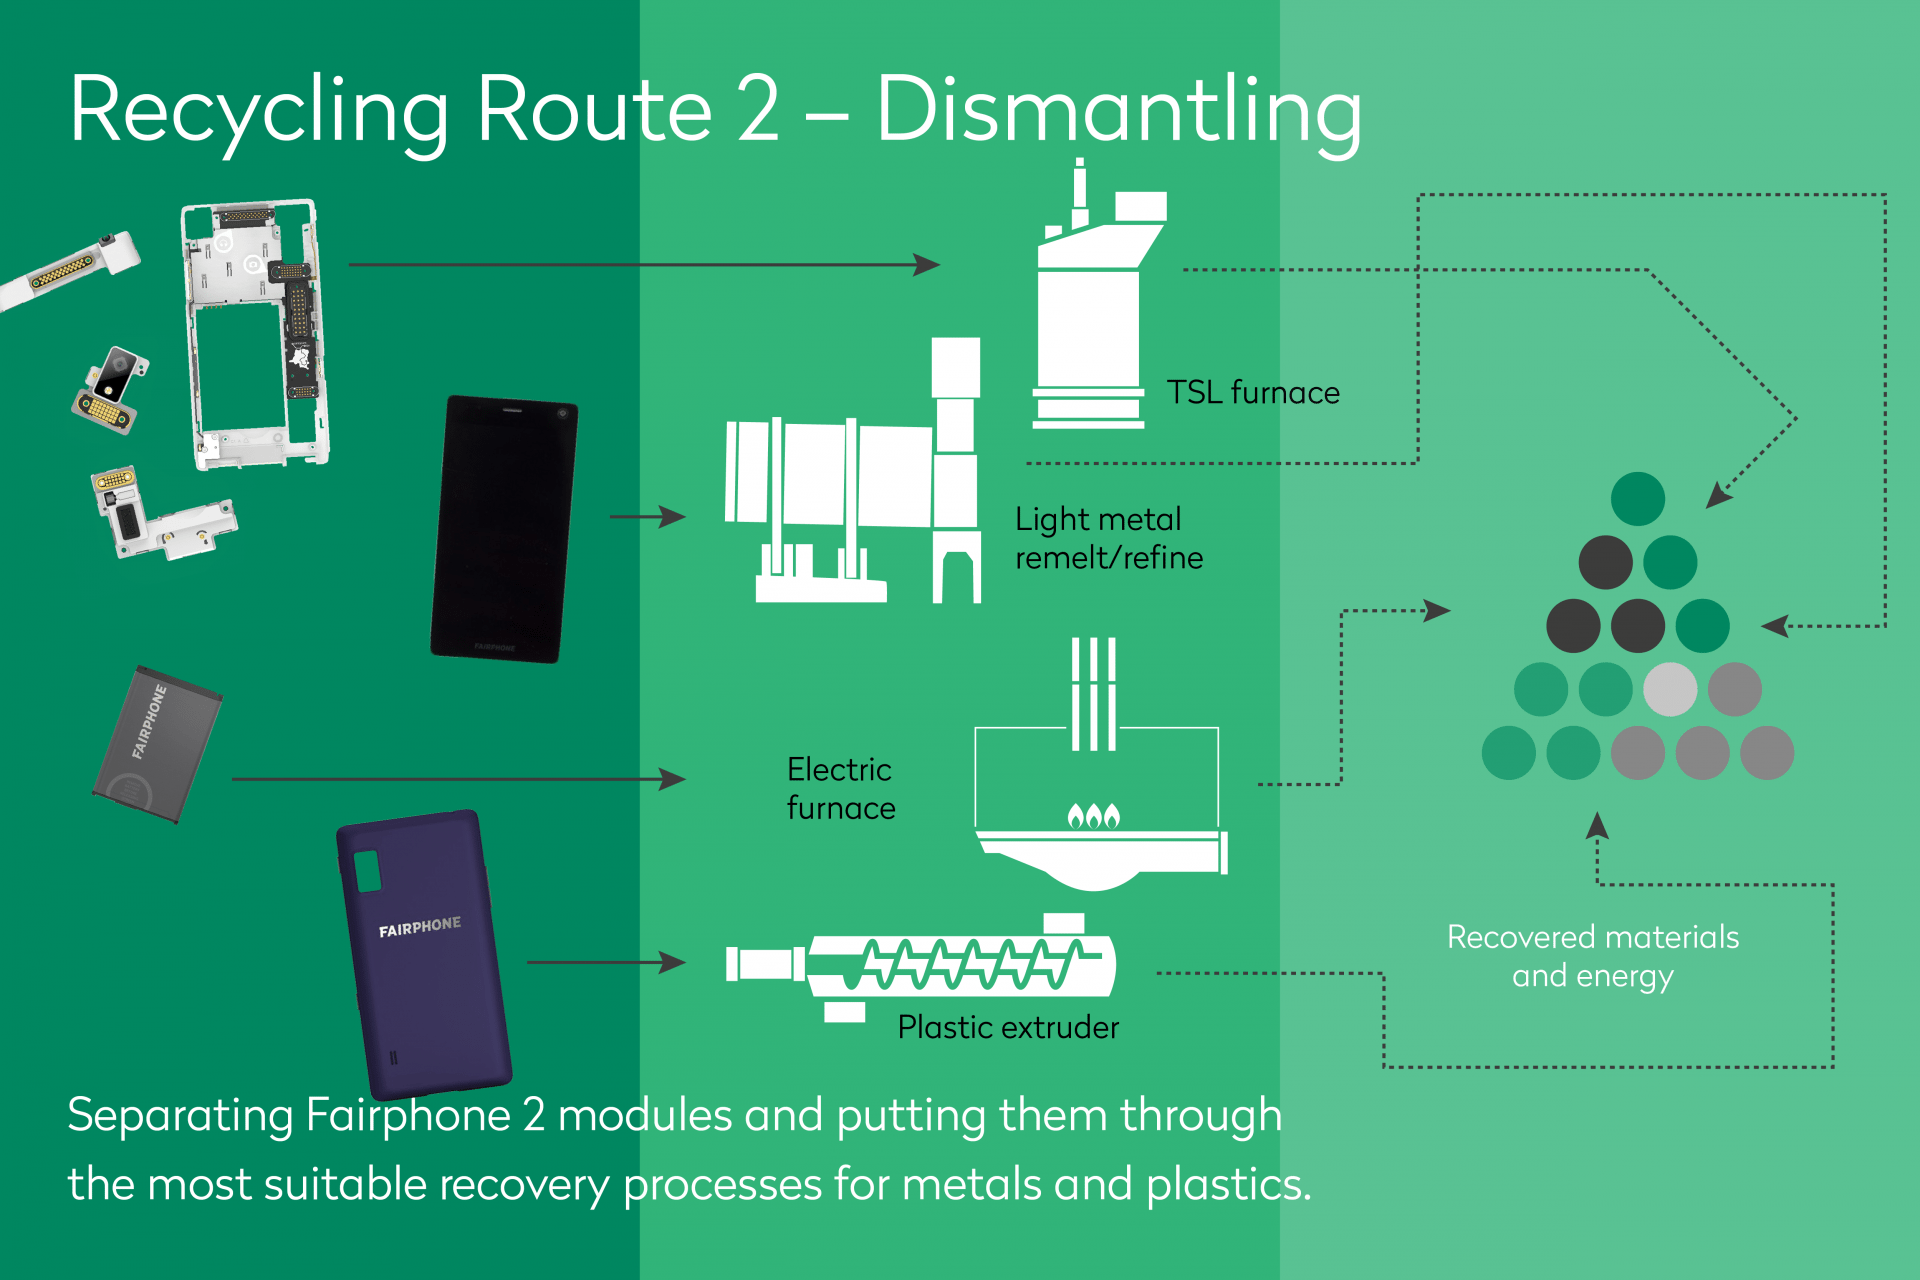 Recycling Route 2 – Dismantling
TSL furnace
Light metal
remelt/refine
FAIRPHONE
FAIRPHONE
Electric
furnace
FAIRPHONE
Recovered materials
and energy
Plastic extruder
Separating Fairphone 2 modules and putting them through
the most suitable recovery processes for metals and plastics.